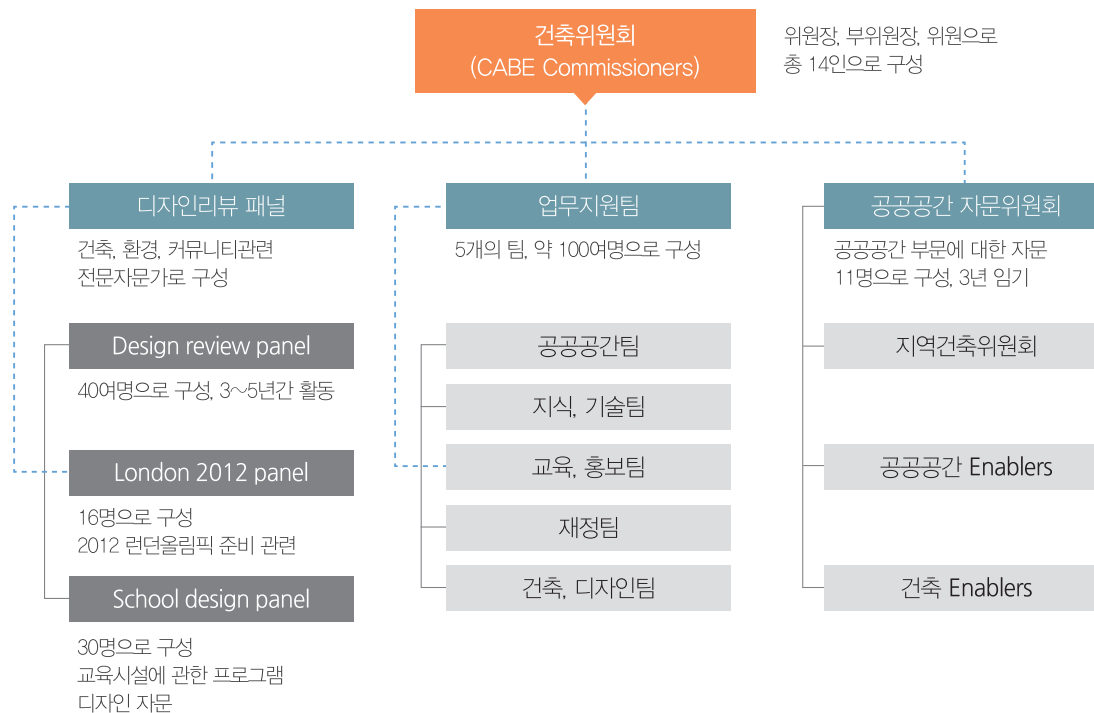 건축위원회
(CABE Commissioners)
위원장, 부위원장, 위원으로
총 14인으로 구성
디자인리뷰 패널
건축, 환경, 커뮤니티관련
전문자문가로 구성
Design review panel
40여명으로 구성, 3~5년간 활동
London 2012 panel
16명으로 구성
2012 런던올림픽 준비 관련
School design panel
30명으로 구성
교육시설에 관한 프로그램
디자인 자문
업무지원팀
5개의 팀, 약 100여명으로 구성
공공공간팀
지식, 기술팀
교육, 홍보팀
재정팀
건축, 디자인팀
공공공간 자문위원회
공공공간 부문에 대한 자문
11명으로 구성, 3년 임기
지역건축위원회
공공공간 Enablers
건축 Enablers